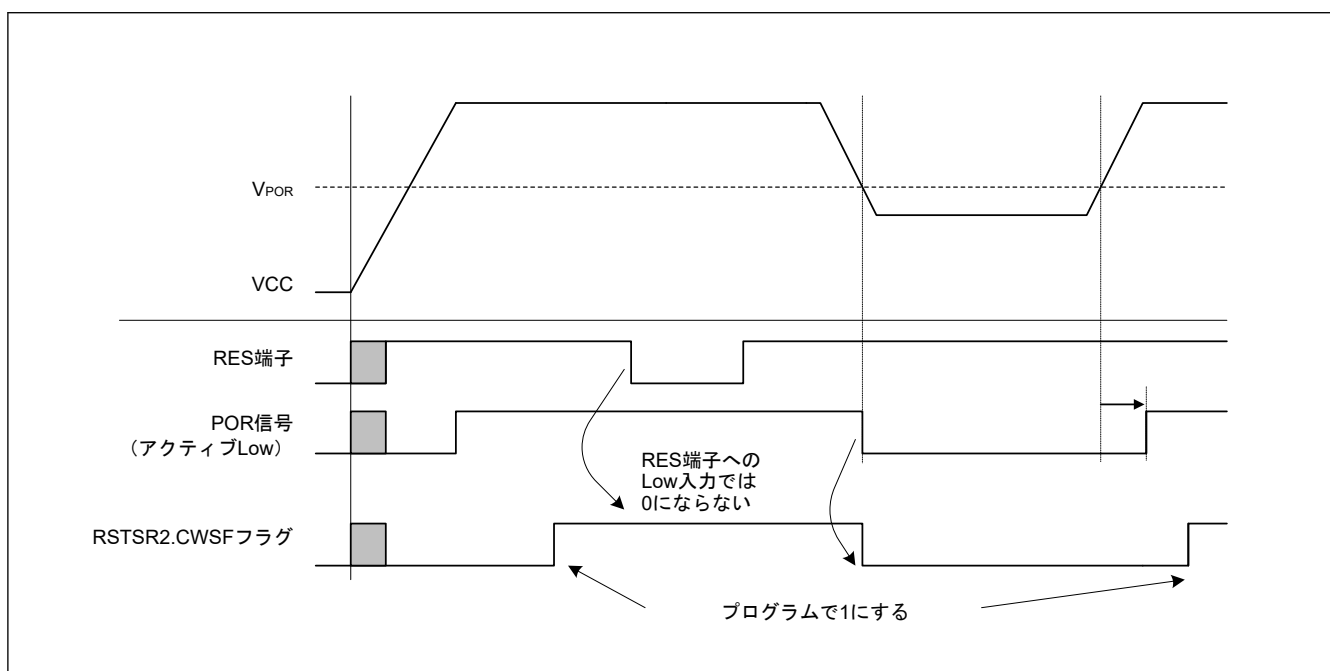 VPOR
VCC
RES端子
POR信号
（アクティブLow）
RES端子への
Low入力では
0にならない
RSTSR2.CWSFフラグ
プログラムで1にする